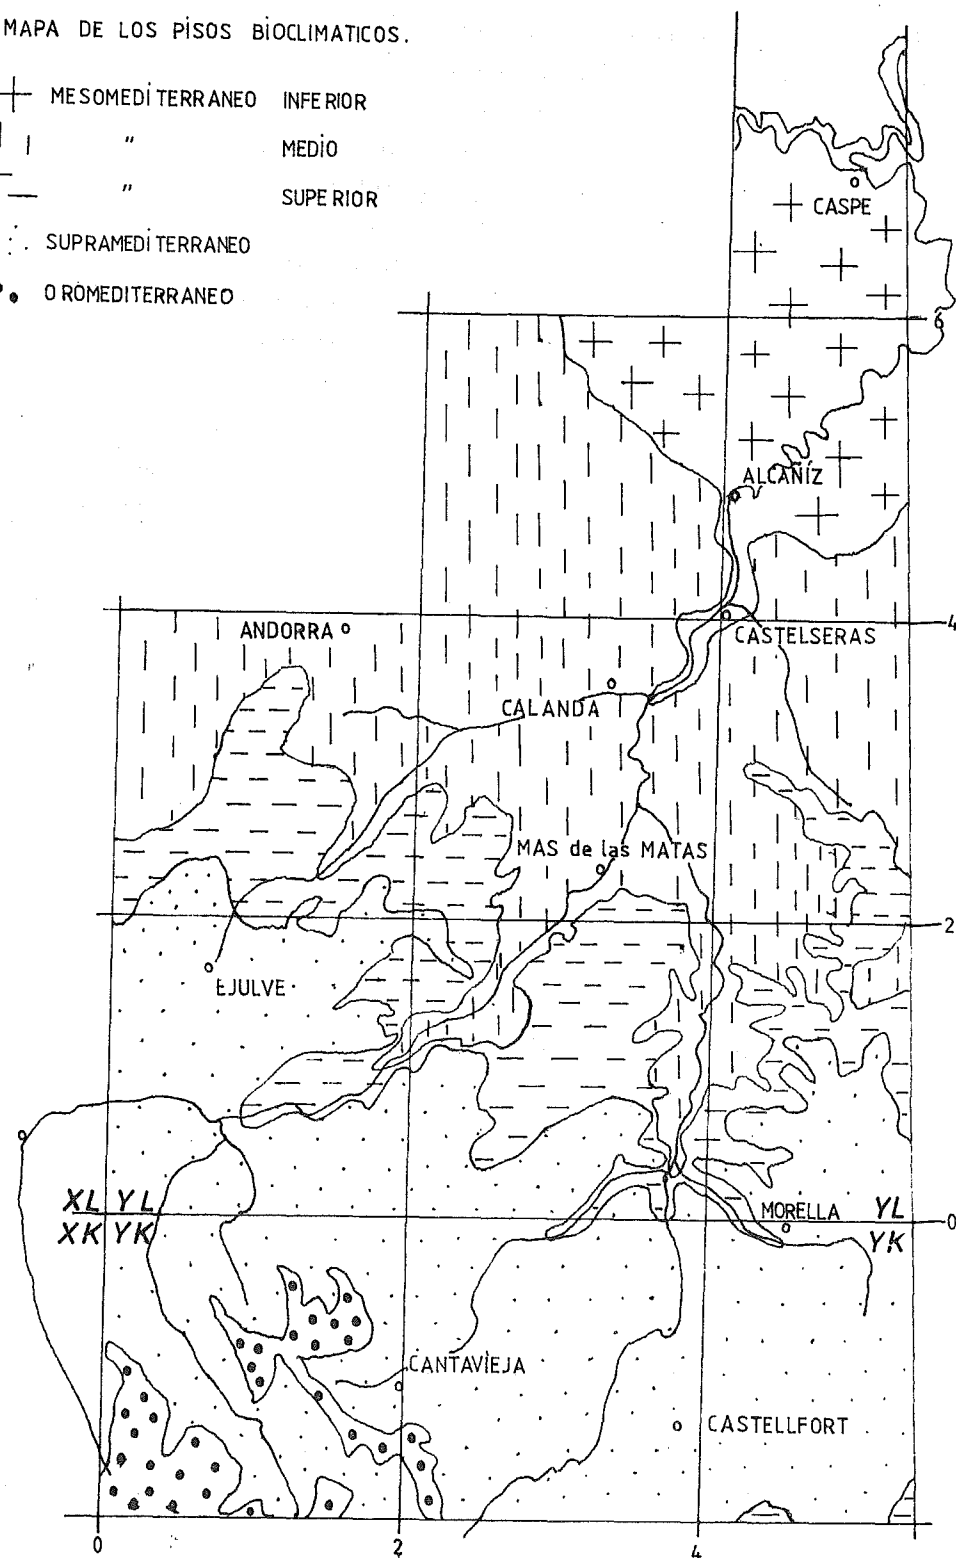 MAPA DE LOS PISOS BIOCLIMATICOS.
MESOMEDITERRANEO INFERIOR
" MEDIO
" SUPERIOR
SUPRAMEDITERRANEO
OROMEDITERRANEO
CASPE
6
ALCAÑÍZ
4
ANDORRA
CASTELSERAS
CALANDA
MAS de las MATAS
2
EJULVE
XL YL
MORELLA
YL
0
XK YK
YK
CANTAVIEJA
CASTELLFORT
0
2
4